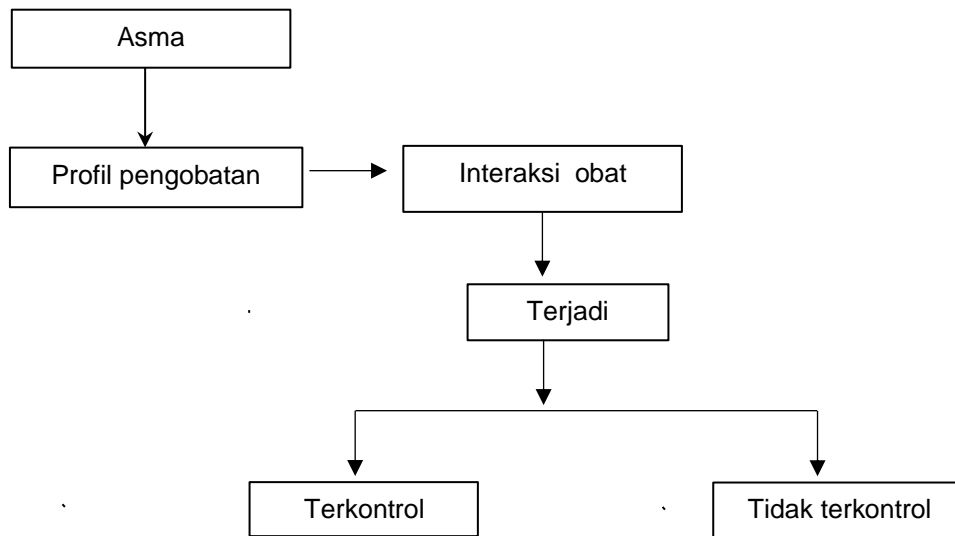 Asma
Profil pengobatan
Interaksi obat
Terjadi
Terkontrol
Tidak terkontrol